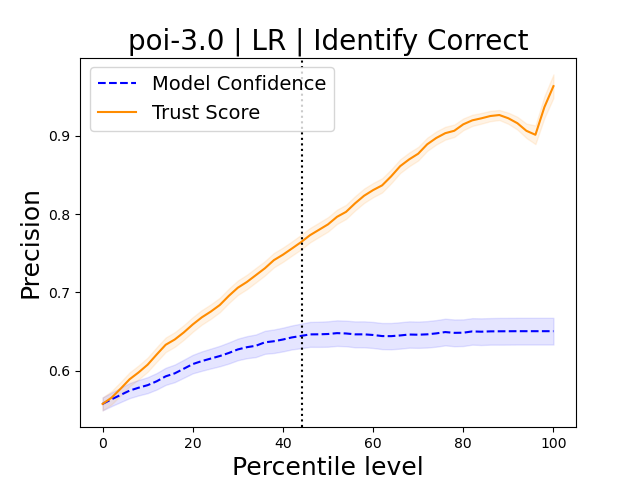 poi-3.0 | LR | Identify Correct
Model Confidence
Trust Score
Precision
0.9
0.8
0.7
0.6
0 20 40 60 80 100
Percentile level